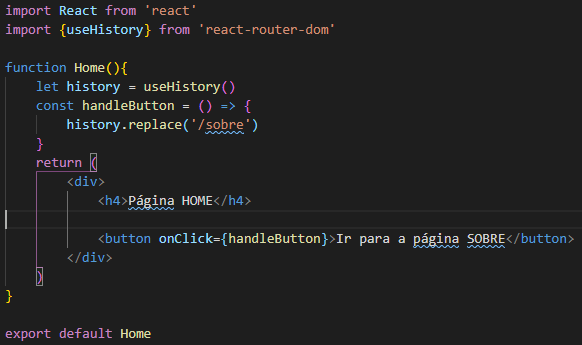 import React from 'react'
import {useHistory} from 'react-router-dom'
function Home(){
let history = useHistory()
const handleButton = () => {
history.replace('/sobre')
}
return (
<div>
<h4>Página HOME</h4>
<button onClick={handleButton}>Ir para a página SOBRE</button>
</div>
)
}
export default Home